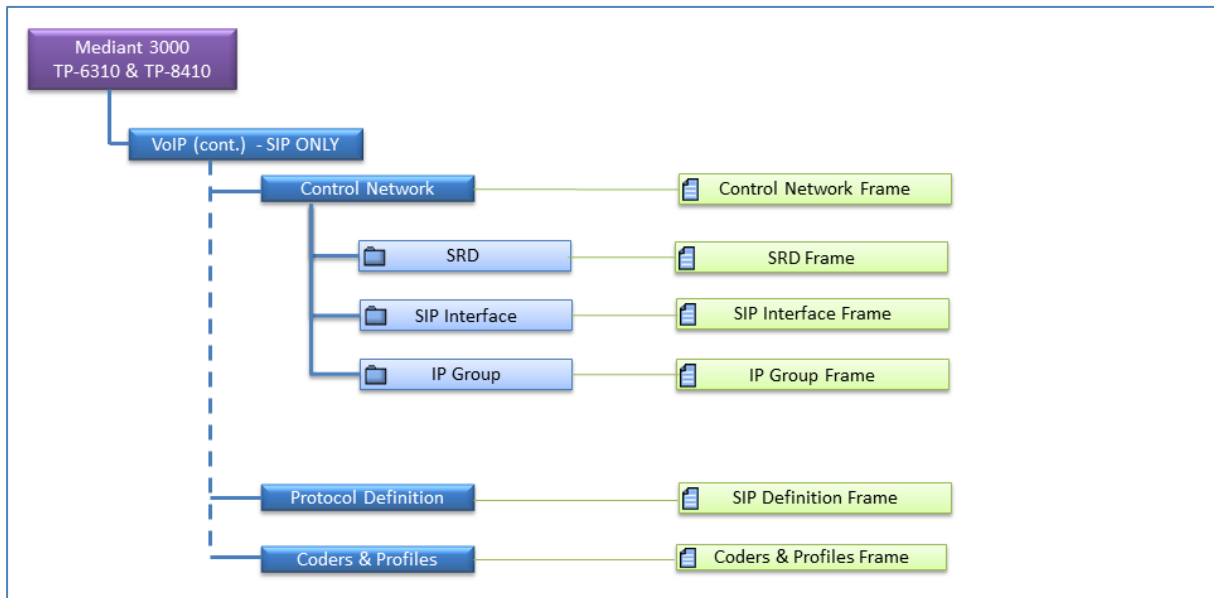 Mediant 3000
TP-6310 & TP-8410
VoIP (cont.) - SIP ONLY
Control Network
Control Network Frame
SRD
SRD Frame
SIP Interface
SIP Interface Frame
IP Group
IP Group Frame
Protocol Definition
SIP Definition Frame
Coders & Profiles
Coders & Profiles Frame